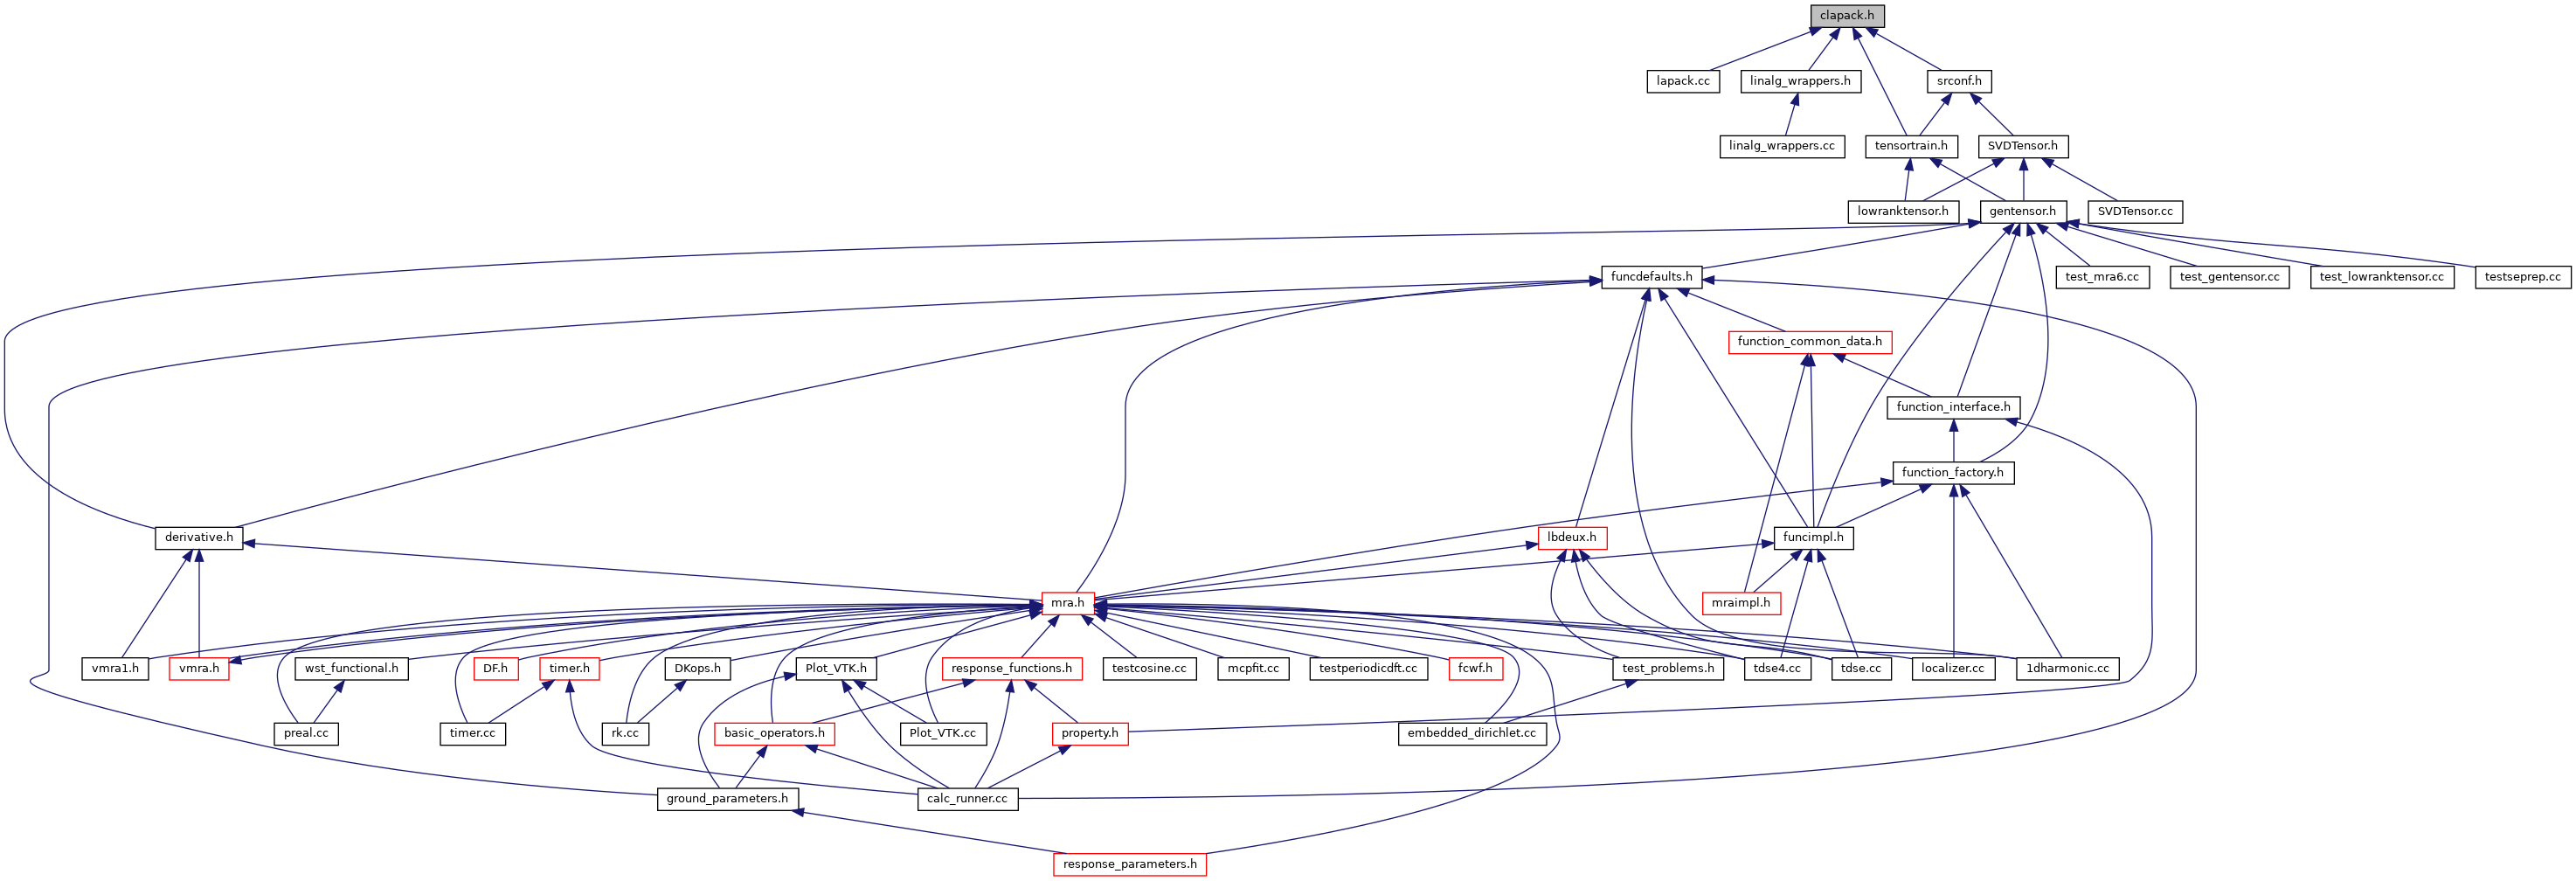 clapack.h
lapack.cc
linalg_wrappers.h
srconf.h
linalg_wrappers.cc
tensortrain.h
SVDTensor.h
lowranktensor.h
gentensor.h
SVDTensor.cc
funcdefaults.h
test_mra6.cc
test_gentensor.cc
test_lowranktensor.cc
testseprep.cc
function_common_data.h
function_interface.h
function_factory.h
derivative.h
lbdeux.h
funcimpl.h
mra.h
mraimpl.h
vmra1.h
vmra.h
wst_functional.h
DF.h
timer.h
DKops.h
Plot_VTK.h
response_functions.h
testcosine.cc
mcpfit.cc
testperiodicdft.cc
fcwf.h
test_problems.h
tdse4.cc
tdse.cc
localizer.cc
1dharmonic.cc
preal.cc
timer.cc
rk.cc
basic_operators.h
Plot_VTK.cc
property.h
embedded_dirichlet.cc
ground_parameters.h
calc_runner.cc
response_parameters.h